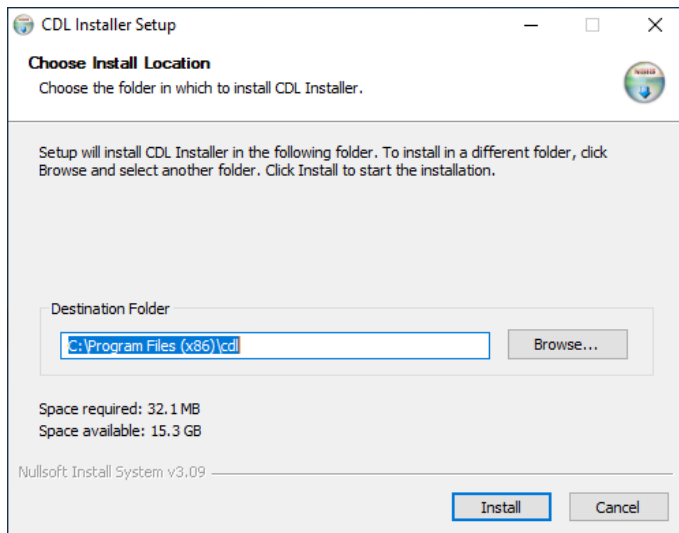 CDL Installer Setup
Choose Install Location
Choose the folder in which to install CDL Installer.
Setup will install CDL Installer in the following folder. To install in a different folder, click
Browse and select another folder. Click Install to start the installation.
Destination Folder
C:\Program Files (x86)\cdl
Browse...
Space required: 32.1 MB
Space available: 15.3 GB
Nullsoft Install System v3.09
Install
Cancel